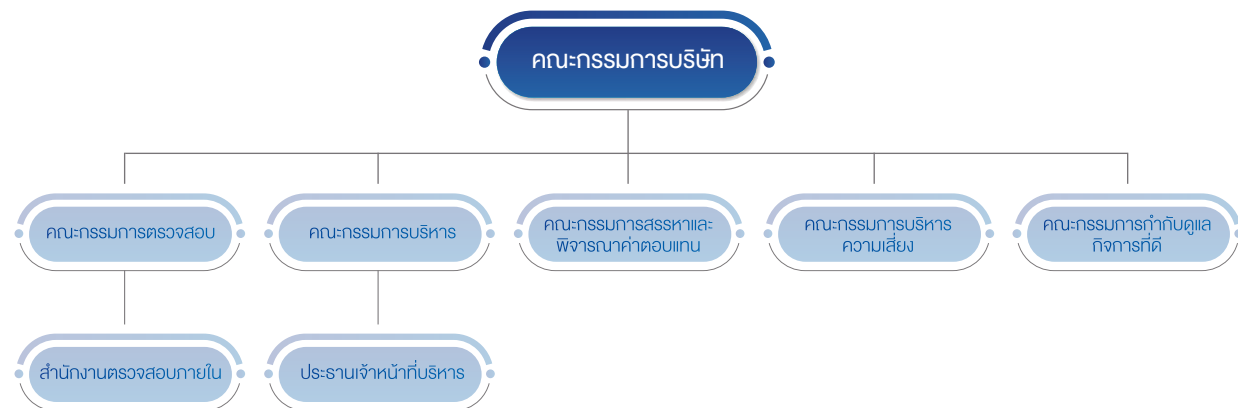 คณะกรรมการบริษัท
คณะกรรมการตรวจสอบ
คณะกรรมการบริหาร
คณะกรรมการสรรหาและ
พิจารณาค่าตอบแทน
คณะกรรมการบริหาร
ความเสี่ยง
คณะกรรมการกำกับดูแล
กิจการที่ดี
สำนักงานตรวจสอบภายใน
ประธานเจ้าหน้าที่บริหาร